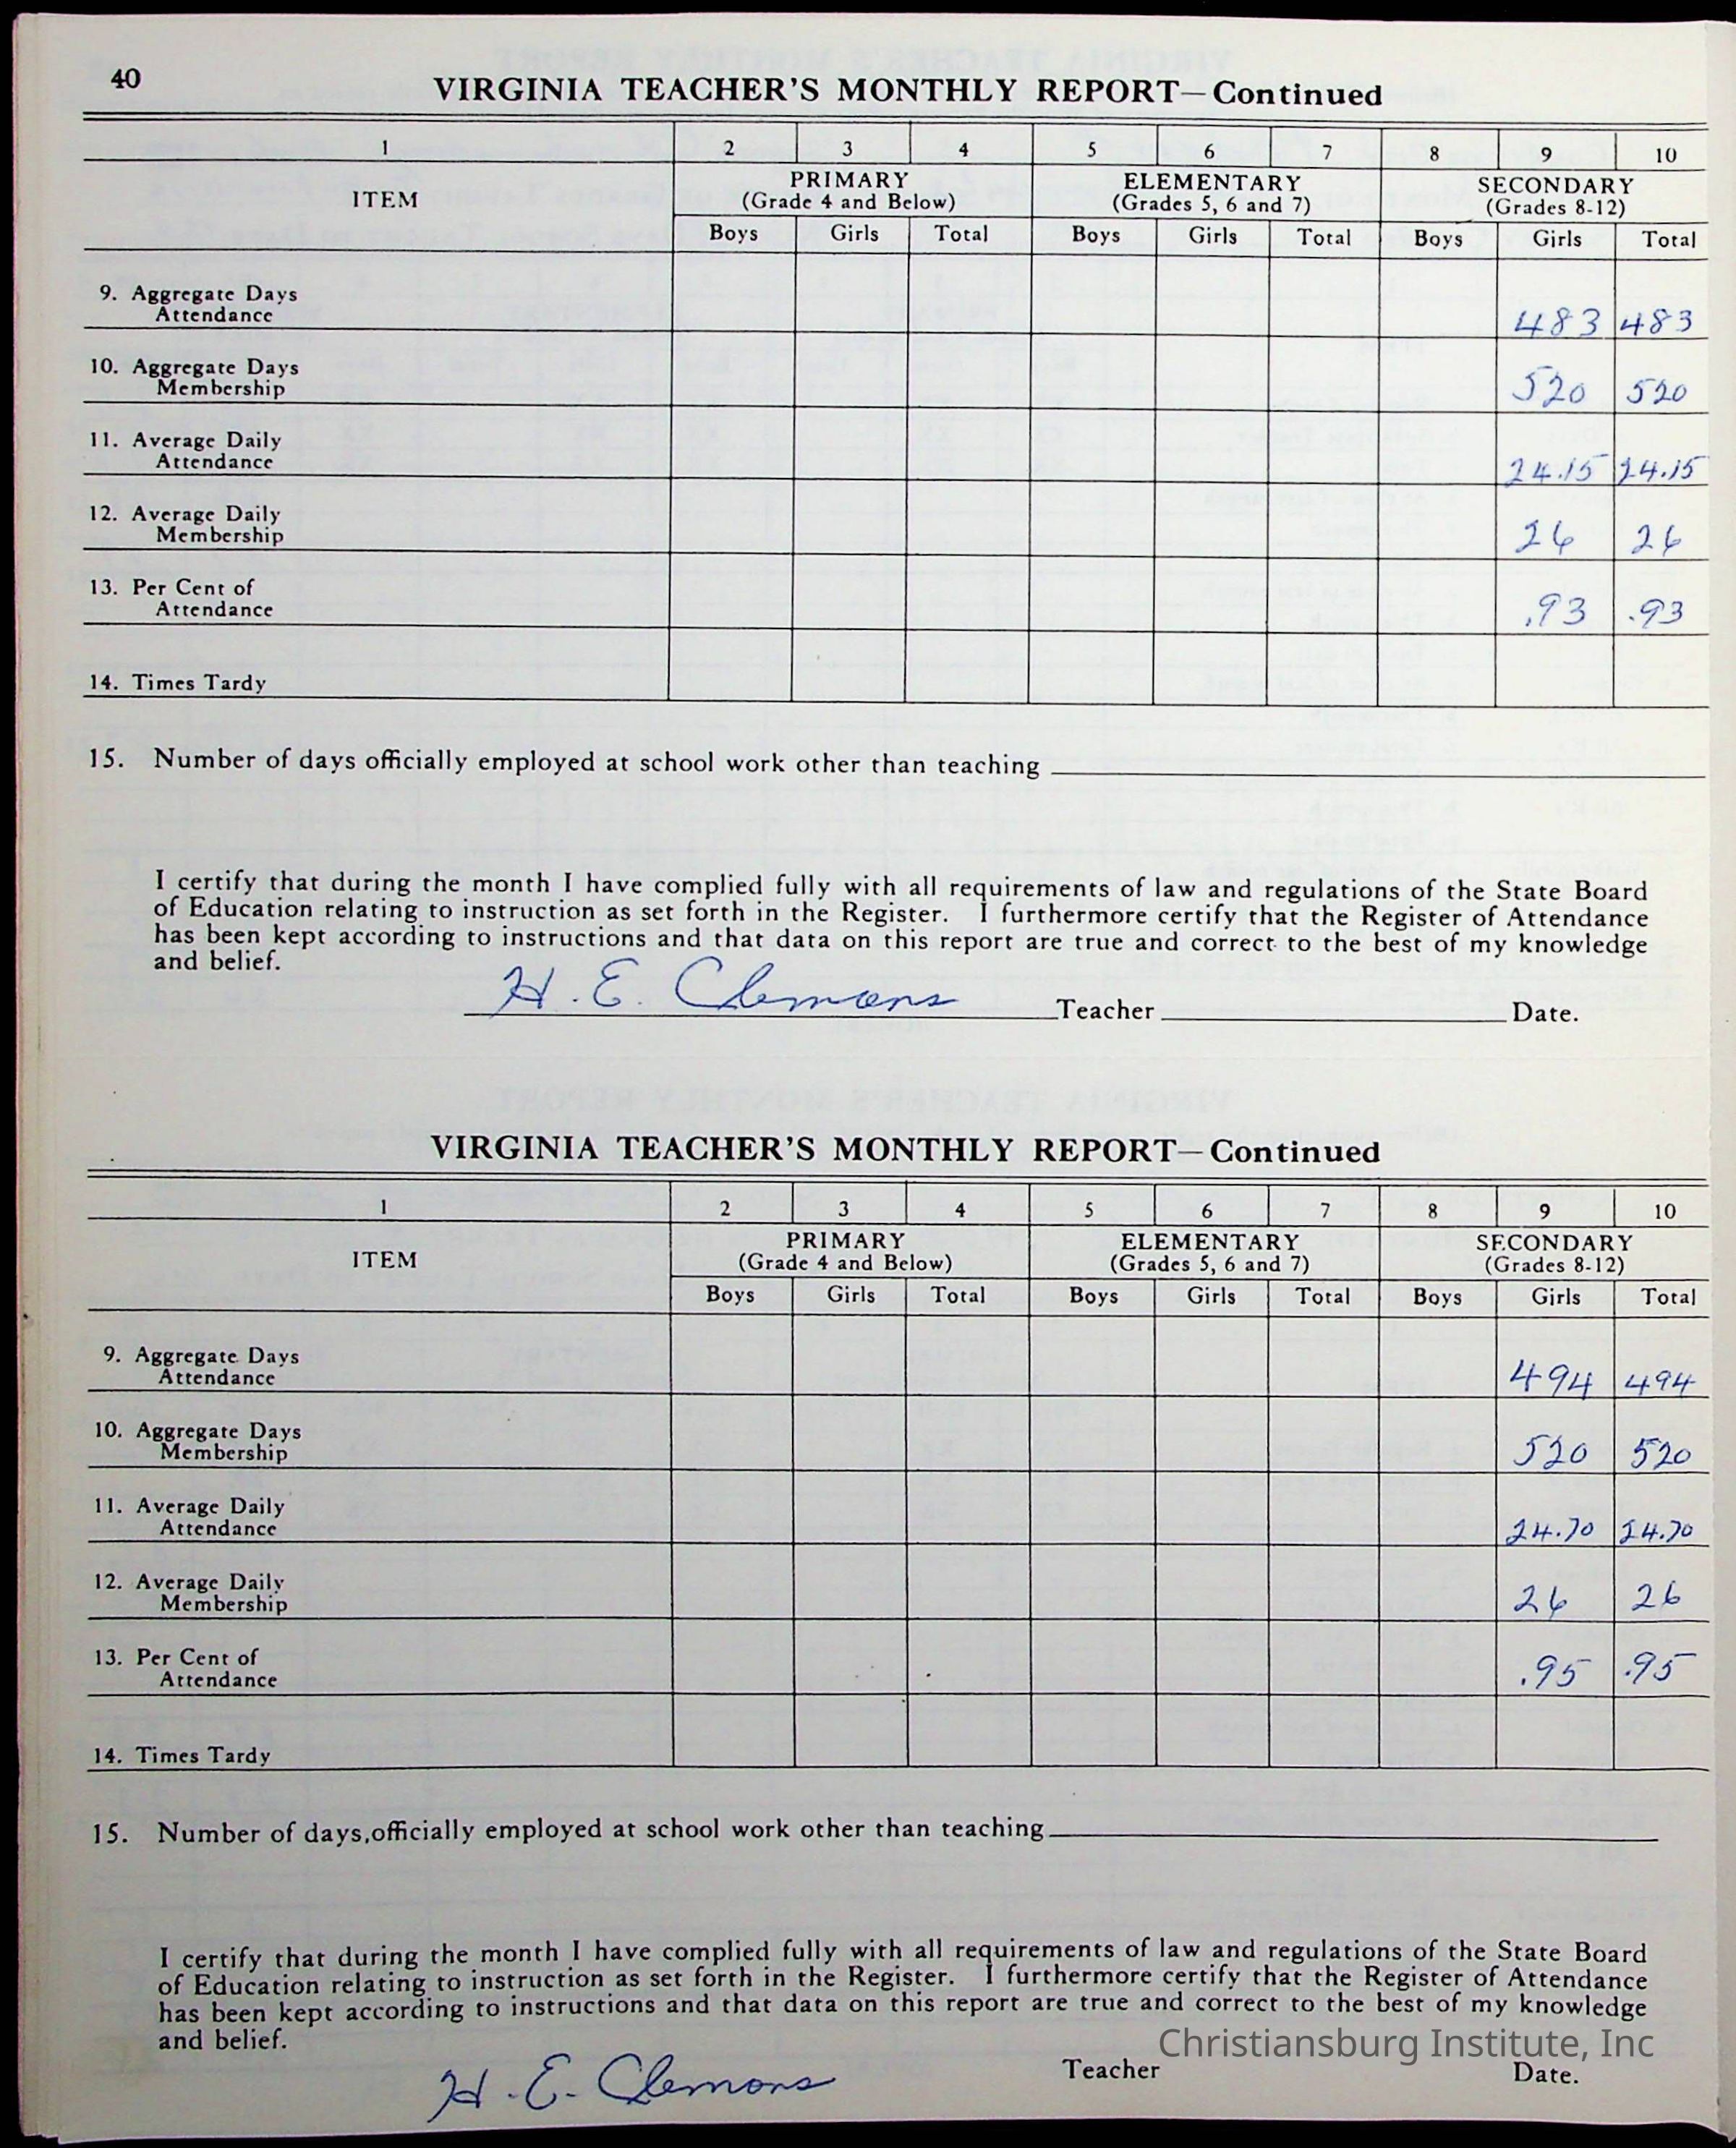 40
VIRGINIA TEACHER'S MONTHLY REPORT—Continued
1 2 3 4 5 6 7 8 9 10
ITEM PRIMARY ELEMENTARY SECONDARY
(Grade 4 and Below) (Grades 5, 6 and 7) (Grades 8-12)
Boys Girls Total Boys Girls Total Boys Girls Total
9. Aggregate Days
Attendance 483 483
10. Aggregate Days
Membership 520 520
11. Average Daily
Attendance 24.15 24.15
12. Average Daily
Membership 26 26
13. Per Cent of
Attendance .93 .93
14. Times Tardy
15. Number of days officially employed at school work other than teaching
I certify that during the month I have complied fully with all requirements of law and regulations of the State Board
of Education relating to instruction as set forth in the Register. I furthermore certify that the Register of Attendance
has been kept according to instructions and that data on this report are true and correct to the best of my knowledge
and belief.
H. E. Clemons Teacher Date.
VIRGINIA TEACHER'S MONTHLY REPORT—Continued
1 2 3 4 5 6 7 8 9 10
ITEM PRIMARY ELEMENTARY SECONDARY
(Grade 4 and Below) (Grades 5, 6 and 7) (Grades 8-12)
Boys Girls Total Boys Girls Total Boys Girls Total
9. Aggregate Days
Attendance 494 494
10. Aggregate Days
Membership 520 520
11. Average Daily
Attendance 24.70 24.70
12. Average Daily
Membership 26 26
13. Per Cent of
Attendance .95 .95
14. Times Tardy
15. Number of days officially employed at school work other than teaching
I certify that during the month I have complied fully with all requirements of law and regulations of the State Board
of Education relating to instruction as set forth in the Register. I furthermore certify that the Register of Attendance
has been kept according to instructions and that data on this report are true and correct to the best of my knowledge
and belief.
Christiansburg Institute, Inc
H. E. Clemons Teacher Date.